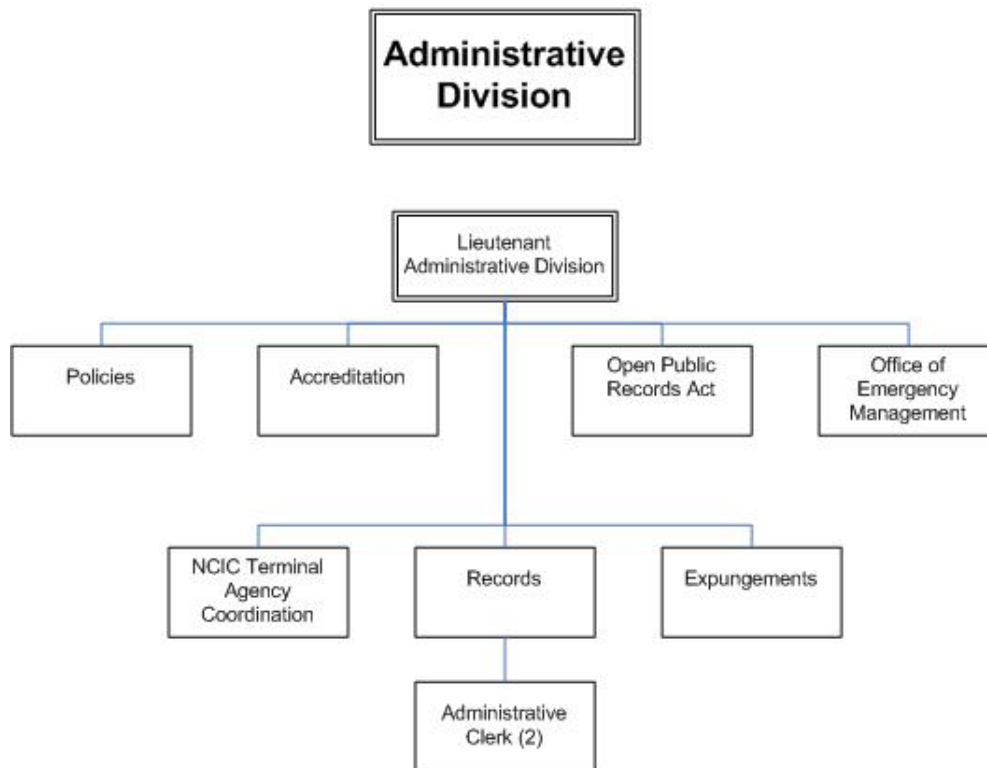 Administrative
Division
Lieutenant
Administrative Division
Policies
Accreditation
Open Public
Records Act
Office of
Emergency
Management
NCIC Terminal
Agency
Coordination
Records
Expungements
Administrative
Clerk (2)